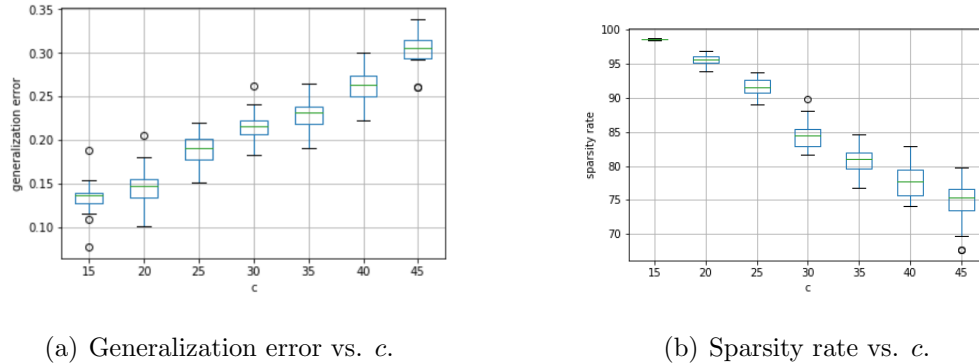 0.35
0.30
0.25
0.20
0.15
0.10
generalization error
15 20 25 30 35 40 45
c
100
95
90
85
80
75
70
sparsity rate
15 20 25 30 35 40 45
c
(a) Generalization error vs. c.
(b) Sparsity rate vs. c.